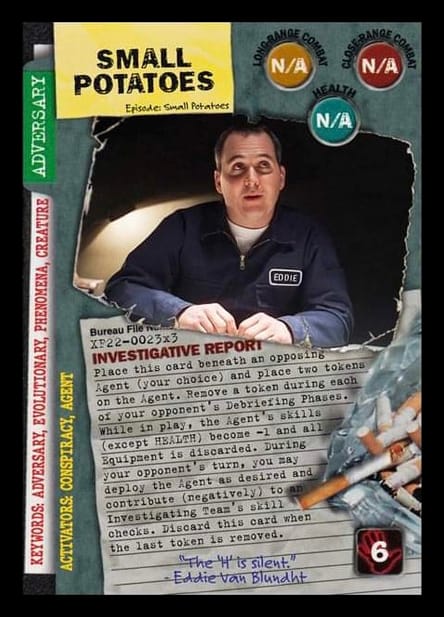 SMALL
POTATOES
Episode: Small Potatoes
LONG-RANGE COMBAT
N/A
CLOSE-RANGE COMBAT
N/A
HEALTH
N/A
ADVERSARY
KEYWORDS: ADVERSARY, EVOLUTIONARY, PHENOMENA, CREATURE
ACTIVATORS: CONSPIRACY, AGENT
EDDIE
Bureau File
XF22-0023x3
INVESTIGATIVE REPORT
Place this card beneath an opposing
Agent (your choice) and place two tokens
on the Agent. Remove a token during each
of your opponent's Debriefing Phases.
While in play, the Agent's skills
(except HEALTH) become -1 and all
Equipment is discarded. During
your opponent's turn, you may
deploy the Agent as desired and
contribute (negatively) to an
Investigating Team's skill
checks. Discard this card when
the last token is removed.
"The 'H' is silent."
- Eddie Van Blundht
6